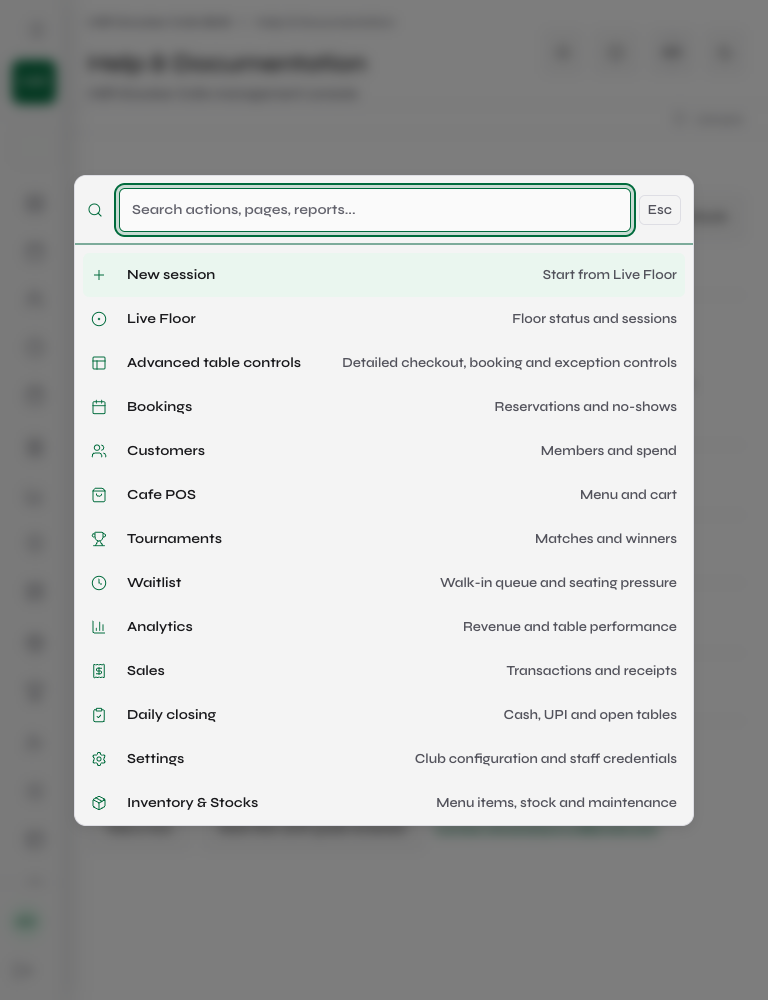 Help & Documentation
Search actions, pages, reports...
Esc
New session
Start from Live Floor
Live Floor
Floor status and sessions
Advanced table controls
Detailed checkout, booking and exception controls
Bookings
Reservations and no-shows
Customers
Members and spend
Cafe POS
Menu and cart
Tournaments
Matches and winners
Waitlist
Walk-in queue and seating pressure
Analytics
Revenue and table performance
Sales
Transactions and receipts
Daily closing
Cash, UPI and open tables
Settings
Club configuration and staff credentials
Inventory & Stocks
Menu items, stock and maintenance